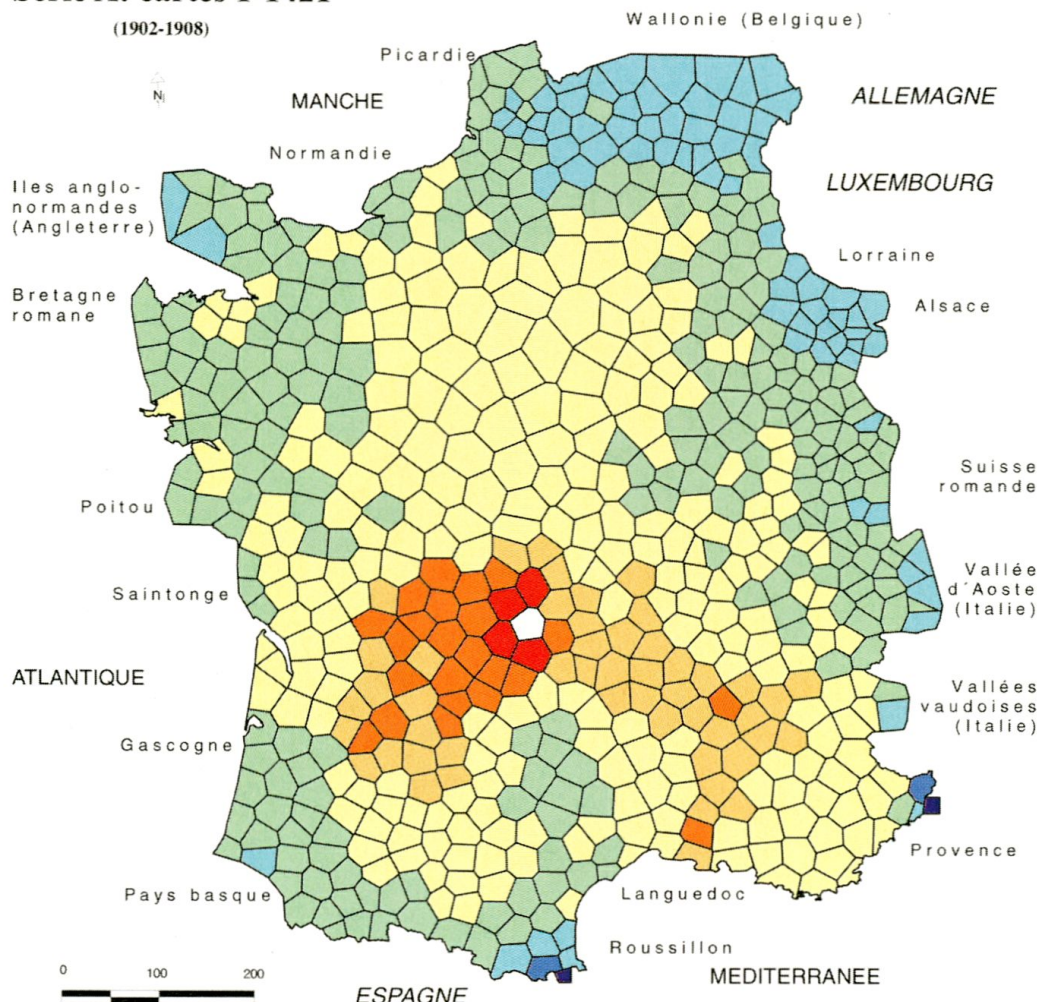 (1902-1908)
Wallonie (Belgique)
Picardie
N
MANCHE
ALLEMAGNE
Normandie
LUXEMBOURG
Iles anglo-
normandes
(Angleterre)
Lorraine
Bretagne
romane
Alsace
Suisse
romande
Poitou
Vallée
d'Aoste
(Italie)
Saintonge
ATLANTIQUE
Vallées
vaudoises
(Italie)
Gascogne
Provence
Pays basque
Languedoc
Roussillon
MEDITERRANEE
0 100 200
ESPAGNE